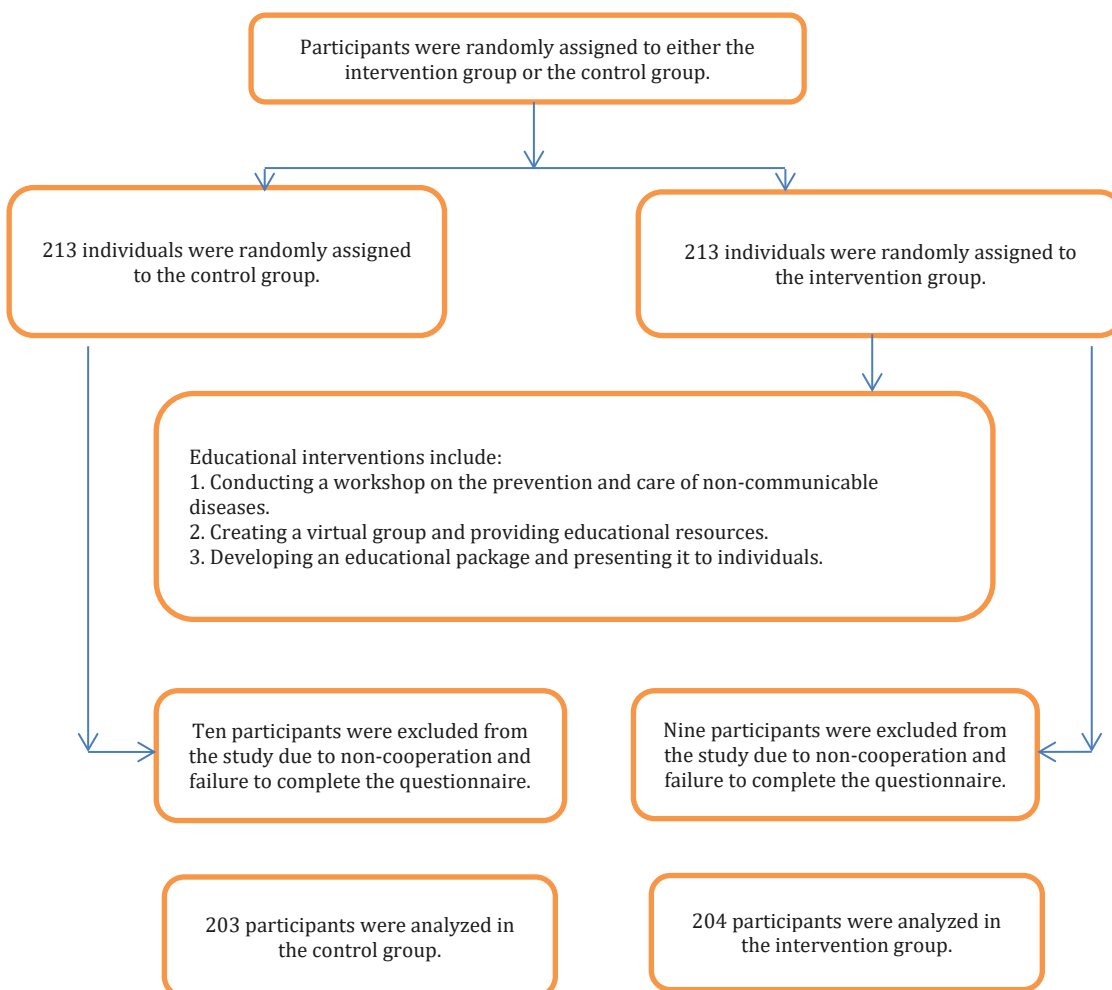 Participants were randomly assigned to either the
intervention group or the control group.
213 individuals were randomly assigned
to the control group.
213 individuals were randomly assigned to
the intervention group.
Educational interventions include:
1. Conducting a workshop on the prevention and care of non-communicable
diseases.
2. Creating a virtual group and providing educational resources.
3. Developing an educational package and presenting it to individuals.
Ten participants were excluded from
the study due to non-cooperation and
failure to complete the questionnaire.
Nine participants were excluded from
the study due to non-cooperation and
failure to complete the questionnaire.
203 participants were analyzed in
the control group.
204 participants were analyzed in
the intervention group.